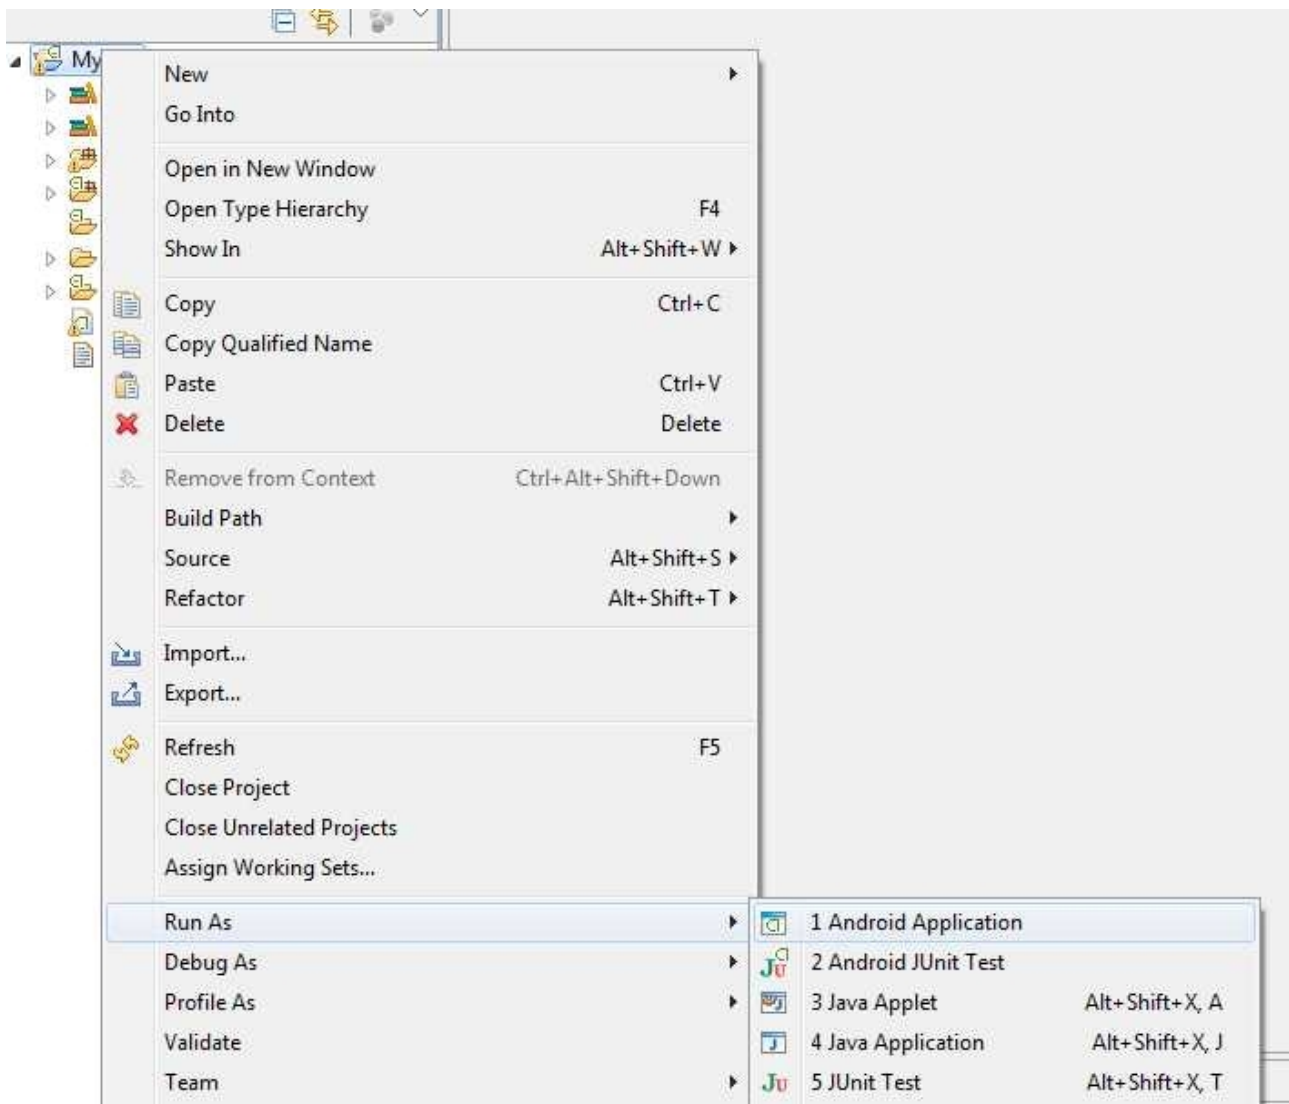 My
New
Go Into
Open in New Window
Open Type Hierarchy F4
Show In Alt+Shift+W
Copy Ctrl+C
Copy Qualified Name
Paste Ctrl+V
Delete Delete
Remove from Context Ctrl+Alt+Shift+Down
Build Path
Source Alt+Shift+S
Refactor Alt+Shift+T
Import...
Export...
Refresh F5
Close Project
Close Unrelated Projects
Assign Working Sets...
Run As 1 Android Application
Debug As 2 Android JUnit Test
Profile As 3 Java Applet Alt+Shift+X, A
Validate 4 Java Application Alt+Shift+X, J
Team 5 JUnit Test Alt+Shift+X, T